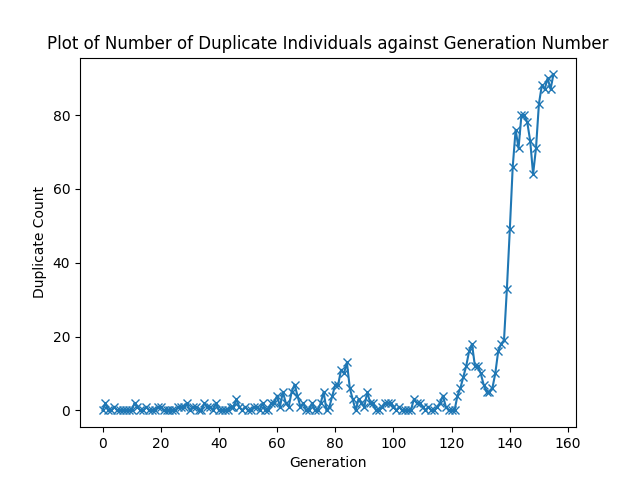 Plot of Number of Duplicate Individuals against Generation Number
80
60
40
20
0
Duplicate Count
0 20 40 60 80 100 120 140 160
Generation